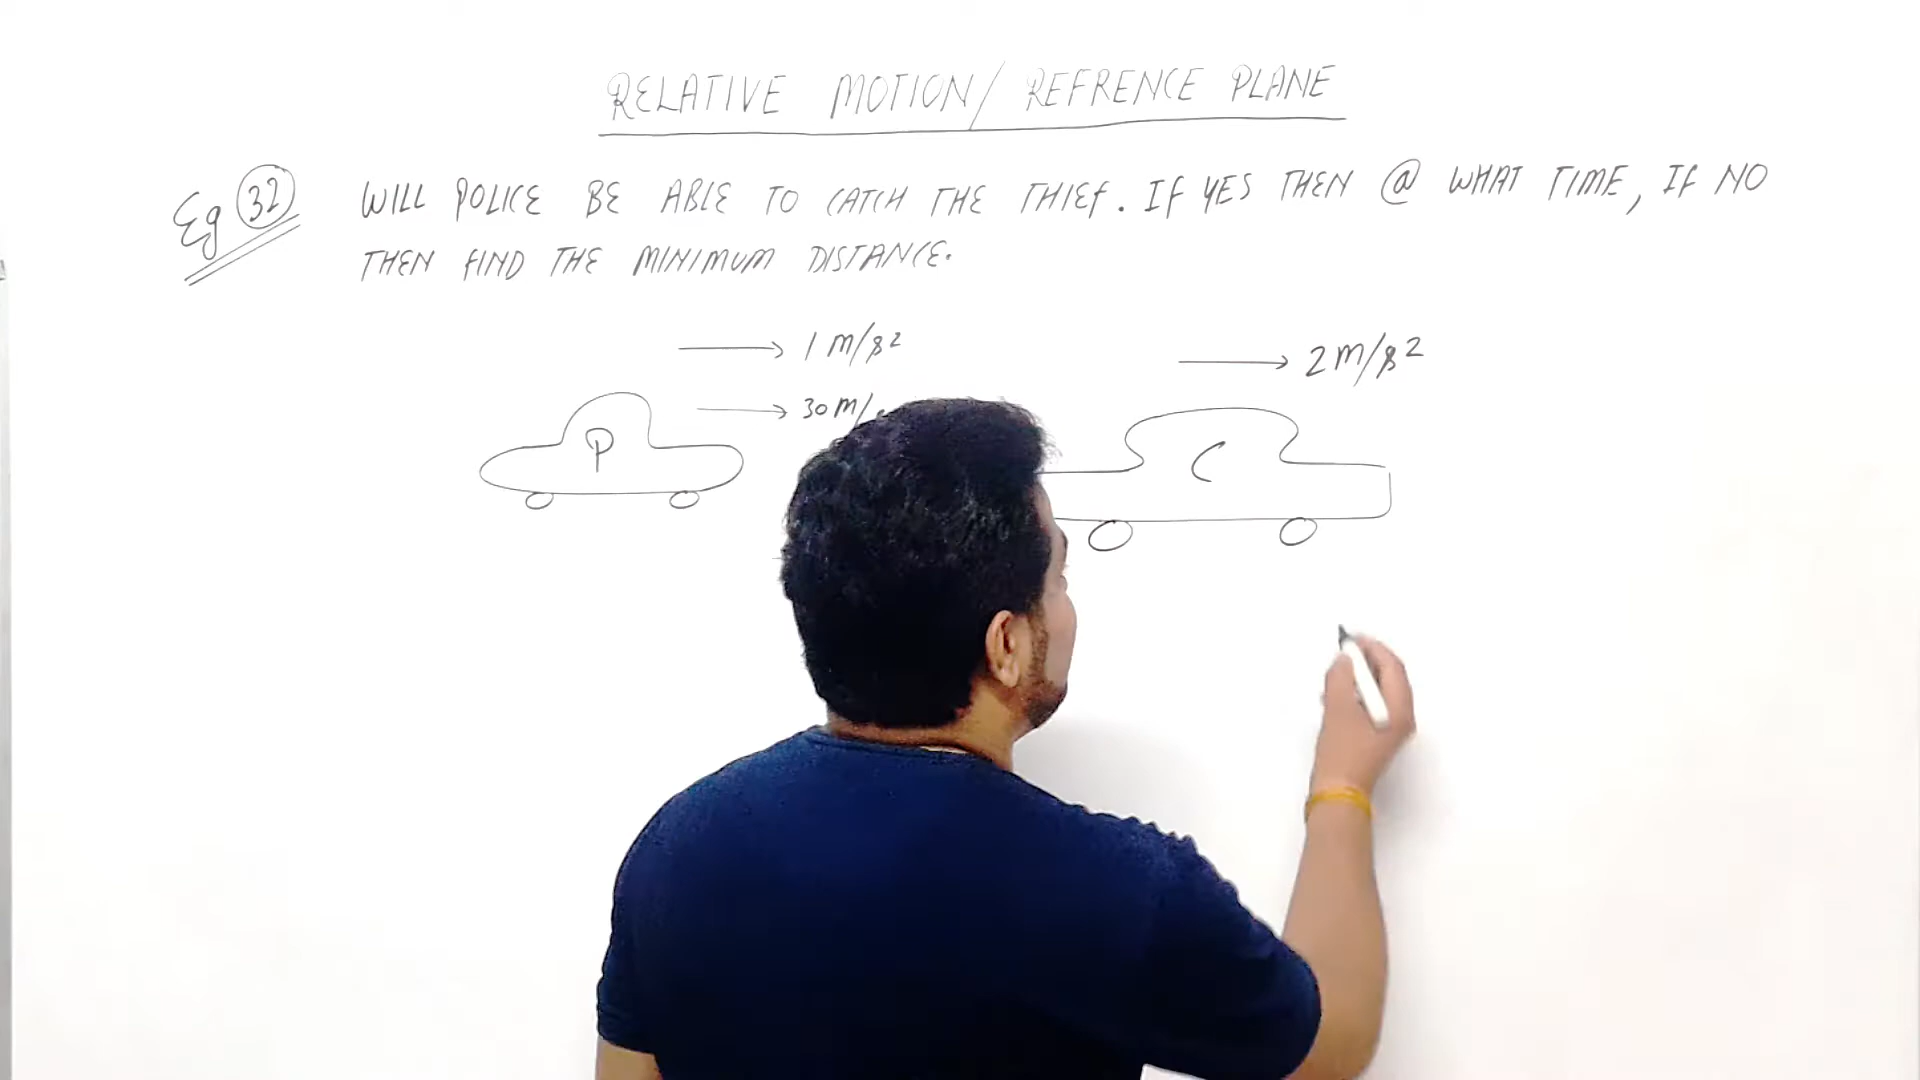 RELATIVE MOTION/ REFRENCE PLANE
Eg 32 WILL POLICE BE ABLE TO CATCH THE THIEF. IF YES THEN @ WHAT TIME, IF NO
THEN FIND THE MINIMUM DISTANCE.
1 m/s²
2m/s²
30 m/
P
C